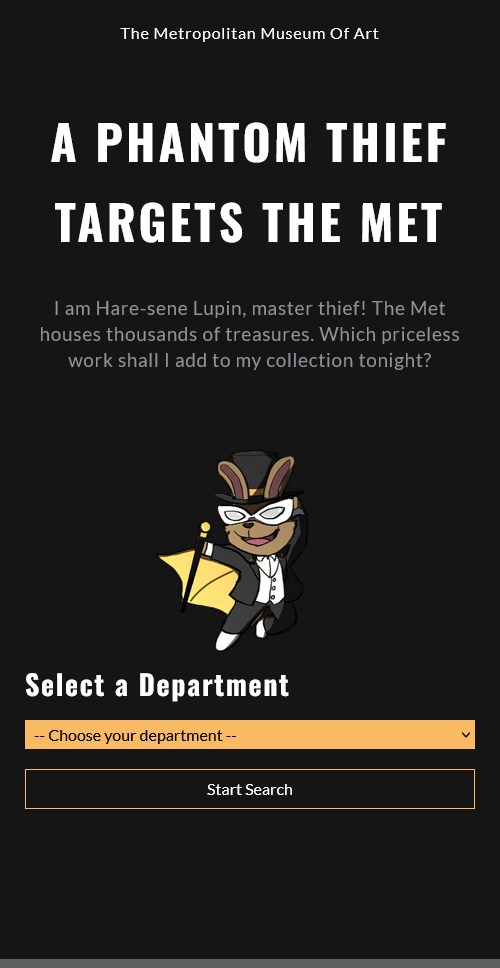 The Metropolitan Museum Of Art
A PHANTOM THIEF
TARGETS THE MET
I am Hare-sene Lupin, master thief! The Met
houses thousands of treasures. Which priceless
work shall I add to my collection tonight?
Select a Department
-- Choose your department --
Start Search